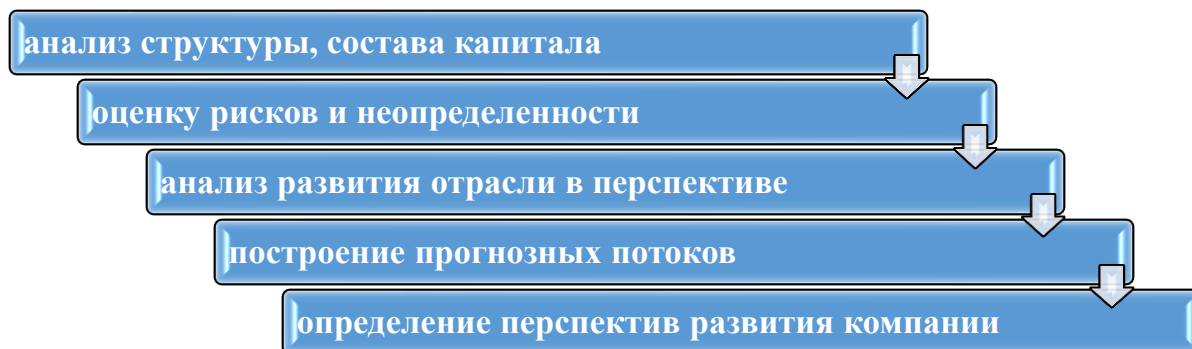 анализ структуры, состава капитала
оценку рисков и неопределенности
анализ развития отрасли в перспективе
построение прогнозных потоков
определение перспектив развития компании